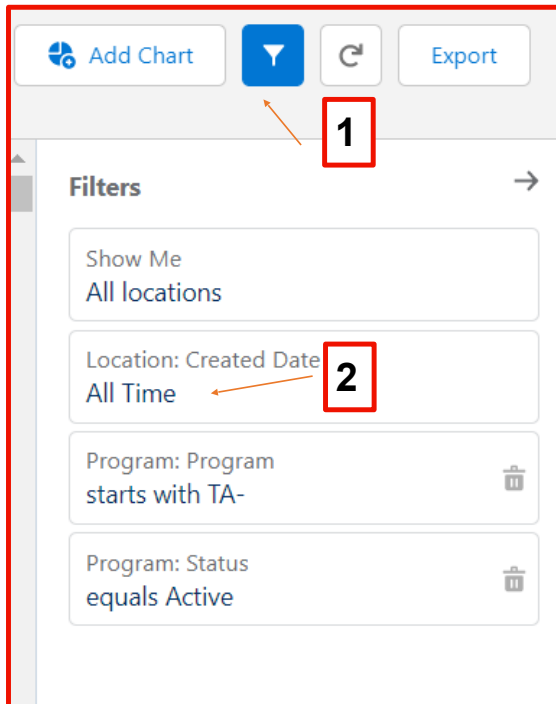 Add Chart
Export
1
Filters
Show Me
All locations
Location: Created Date
All Time
2
Program: Program
starts with TA-
Program: Status
equals Active